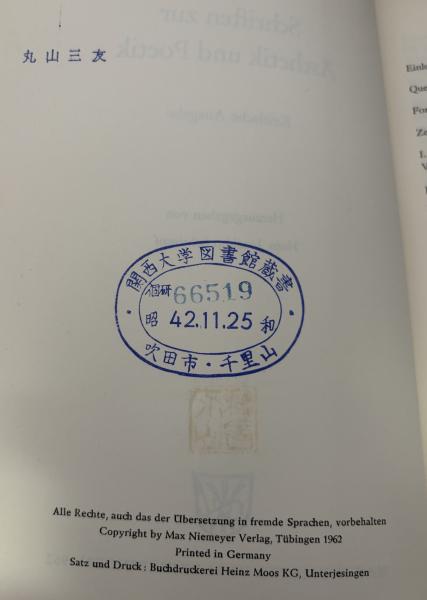 丸山三友
関西大学図書館蔵書
個研 66519
昭 42.11.25 和
吹田市・千里山
Alle Rechte, auch das der Übersetzung in fremde Sprachen, vorbehalten
Copyright by Max Niemeyer Verlag, Tübingen 1962
Printed in Germany
Satz und Druck: Buchdruckerei Heinz Moos KG, Unterjesingen